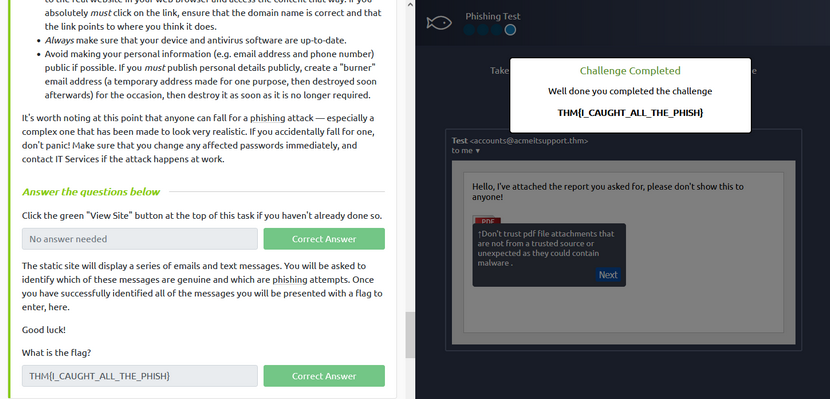 to the real website in your web browser and access the content that way. If you
absolutely must click on the link, ensure that the domain name is correct and that
the link points to where you think it does.
• Always make sure that your device and antivirus software are up-to-date.
• Avoid making your personal information (e.g. email address and phone number)
public if possible. If you must publish personal details publicly, create a "burner"
email address (a temporary address made for one purpose, then destroyed soon
afterwards) for the occasion, then destroy it as soon as it is no longer required.
It's worth noting at this point that anyone can fall for a phishing attack — especially a
complex one that has been made to look very realistic. If you accidentally fall for one,
don't panic! Make sure that you change any affected passwords immediately, and
contact IT Services if the attack happens at work.
Answer the questions below
Click the green "View Site" button at the top of this task if you haven't already done so.
No answer needed
Correct Answer
The static site will display a series of emails and text messages. You will be asked to
identify which of these messages are genuine and which are phishing attempts. Once
you have successfully identified all of the messages you will be presented with a flag to
enter, here.
Good luck!
What is the flag?
THM{I_CAUGHT_ALL_THE_PHISH}
Correct Answer
Phishing Test
Take
Challenge Completed
Well done you completed the challenge
THM{I_CAUGHT_ALL_THE_PHISH}
Test <accounts@acmeitsupport.thm>
to me ▼
Hello, I've attached the report you asked for, please don't show this to
anyone!
PDF
↑Don't trust pdf file attachments that
are not from a trusted source or
unexpected as they could contain
malware .
Next